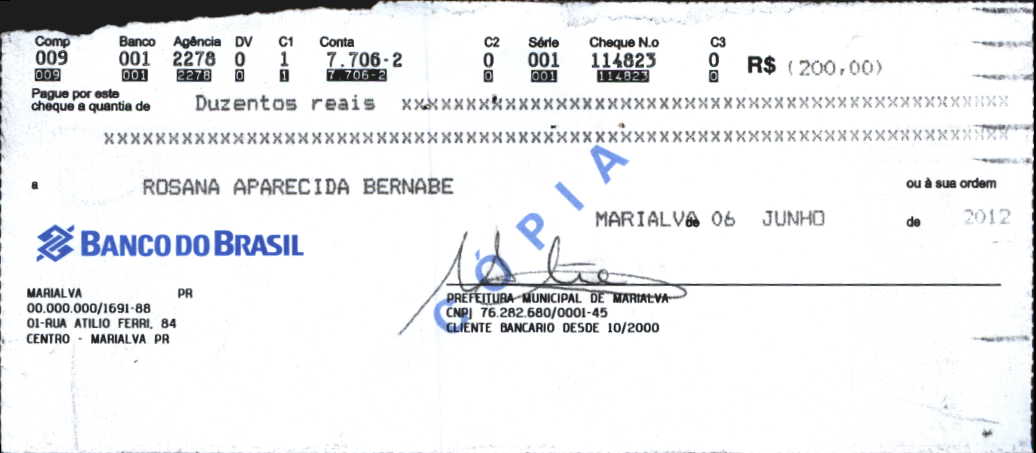 Comp Banco Agência DV C1 Conta C2 Série Cheque N.o C3
009 001 2278 0 1 7.706-2 0 001 114823 0 R$ (200,00)
009 001 2278 0 1 7.706-2 0 001 114823 0
Pague por este
cheque a quantia de Duzentos reais xxxxxxxxxxxxxxxxxxxxxxxxxxxxxxxxxxxxxxxxxxxxxxx
xxxxxxxxxxxxxxxxxxxxxxxxxxxxxxxxxxxxxxxxxxxxxxxxxxxxxxxxxxxxxxxxxxxxxx
a ROSANA APARECIDA BERNABE ou à sua ordem
MARIALVA de 06 JUNHO de 2012
CÓPIA
BANCO DO BRASIL
MARIALVA PR
00.000.000/1691-88
01-RUA ATILIO FERRI, 84
CENTRO - MARIALVA PR
PREFEITURA MUNICIPAL DE MARIALVA
CNPJ 76.282.680/0001-45
CLIENTE BANCARIO DESDE 10/2000